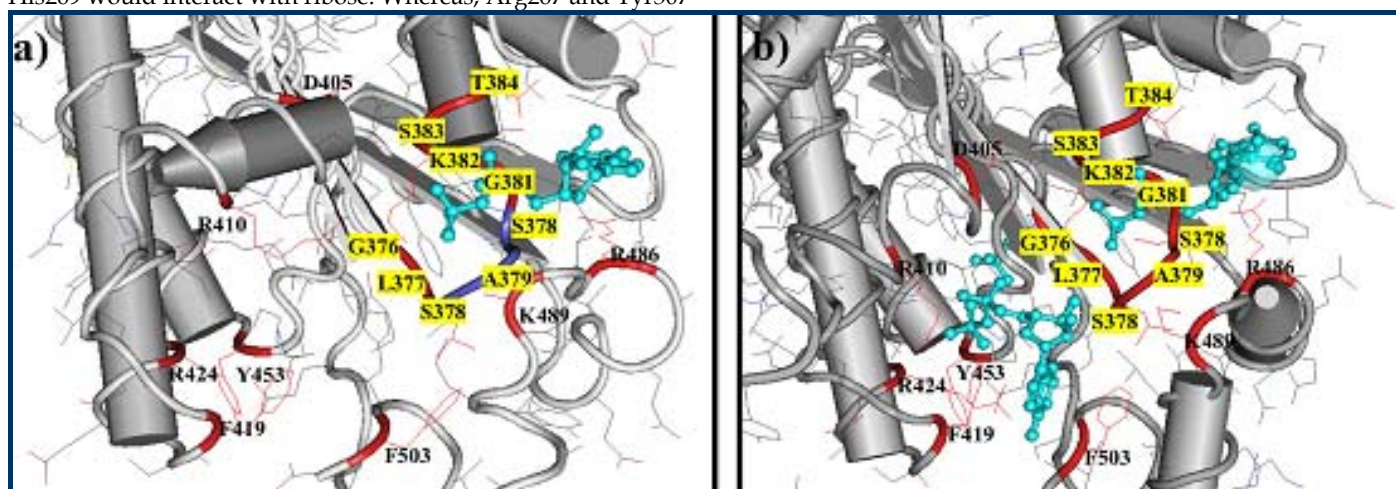 His269 would interact with ribose. Whereas, Arg267 and Tyr367
a)
D405
T384
S383
K382
G381
S378
R410
G376
L377
A379
S378
R486
K489
R424
Y453
F419
F503
b)
T384
S383
D405
K382
G381
S378
G376
R410
L377
A379
R486
S378
K489
R424
Y453
F419
F503